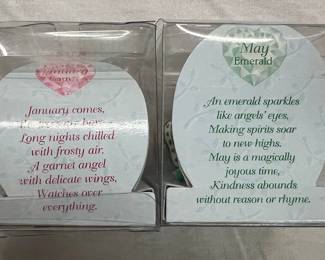 January
Garnet
January comes,
Long nights chilled
with frosty air.
A garnet angel
with delicate wings,
Watches over
everything.
May
Emerald
An emerald sparkles
like angels' eyes,
Making spirits soar
to new highs.
May is a magically
joyous time,
Kindness abounds
without reason or rhyme.